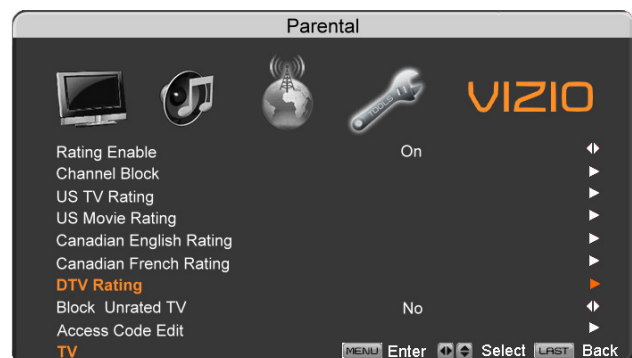 Parental
TOOLS
VIZIO
Rating Enable On
Channel Block
US TV Rating
US Movie Rating
Canadian English Rating
Canadian French Rating
DTV Rating
Block Unrated TV No
Access Code Edit
TV MENU Enter Select LAST Back